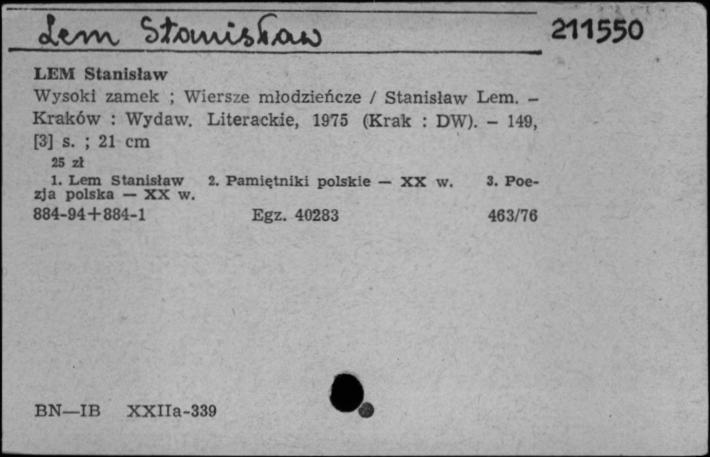 Lem Stanisław 211550
LEM Stanisław
Wysoki zamek ; Wiersze młodzieńcze / Stanisław Lem. –
Kraków : Wydaw. Literackie, 1975 (Krak : DW). – 149,
[3] s. ; 21 cm
25 zł
1. Lem Stanisław 2. Pamiętniki polskie — XX w. 3. Poe-
zja polska — XX w.
884-94+884-1 Egz. 40283 463/76
BN—IB XXIIa-339